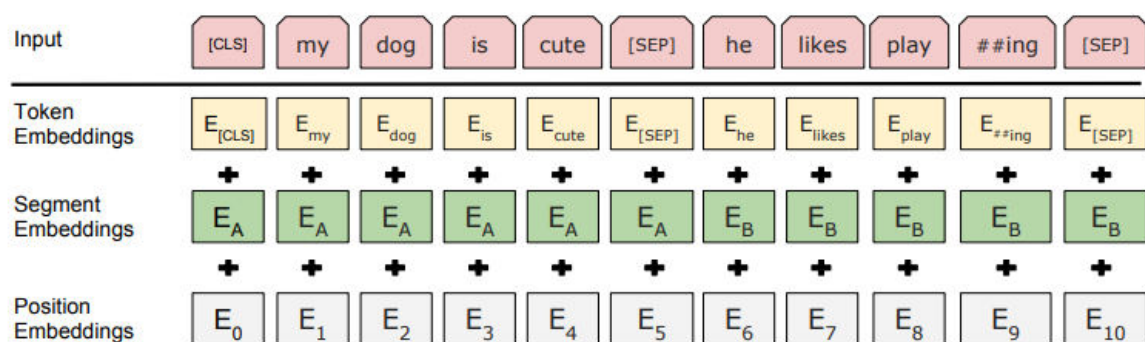 Input [CLS] my dog is cute [SEP] he likes play ##ing [SEP]
Token
Embeddings E[CLS] Emy Edog Eis Ecute E[SEP] Ehe Elikes Eplay E##ing E[SEP]
+ + + + + + + + + + +
Segment
Embeddings EA EA EA EA EA EA EB EB EB EB EB
+ + + + + + + + + + +
Position
Embeddings E0 E1 E2 E3 E4 E5 E6 E7 E8 E9 E10